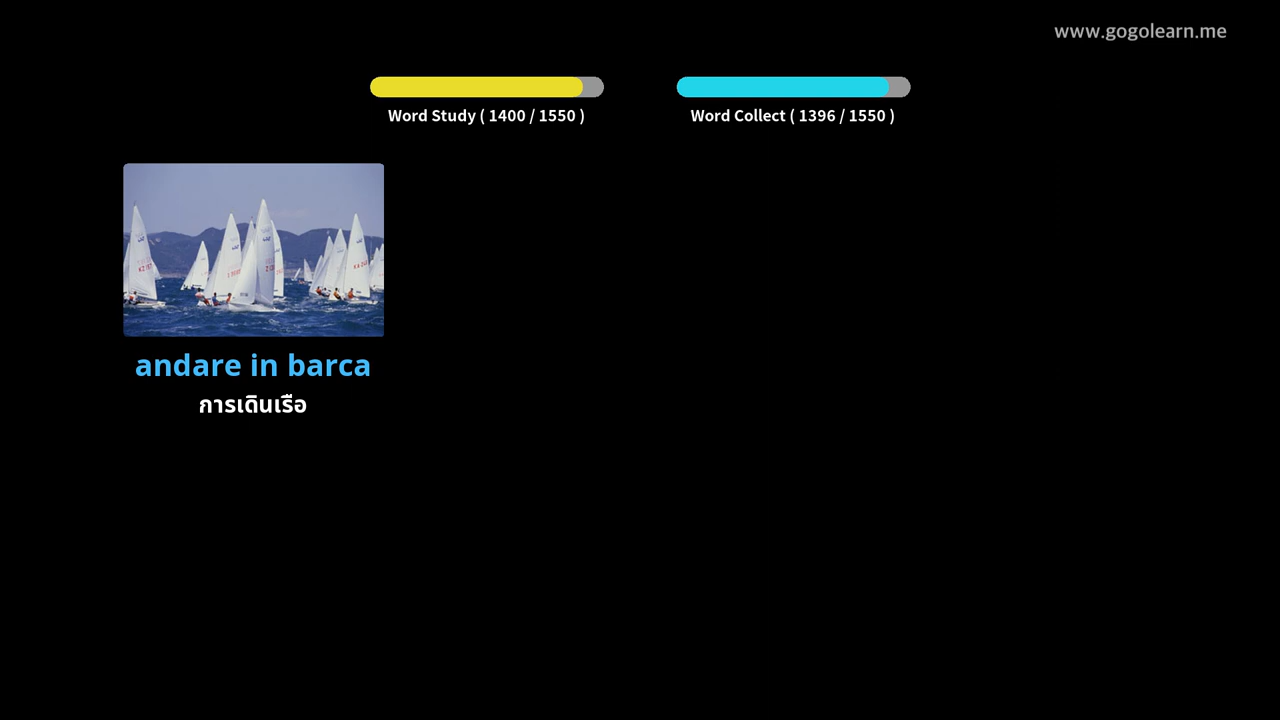 www.gogolearn.me
Word Study ( 1400 / 1550 )
Word Collect ( 1396 / 1550 )
andare in barca
การเดินเรือ